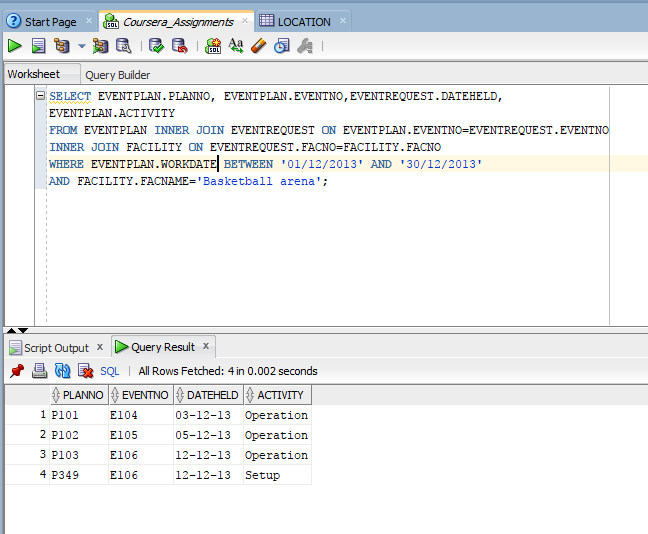 Start Page Coursera_Assignments LOCATION
Worksheet Query Builder
SELECT EVENTPLAN.PLANNO, EVENTPLAN.EVENTNO,EVENTREQUEST.DATEHELD,
EVENTPLAN.ACTIVITY
FROM EVENTPLAN INNER JOIN EVENTREQUEST ON EVENTPLAN.EVENTNO=EVENTREQUEST.EVENTNO
INNER JOIN FACILITY ON EVENTREQUEST.FACNO=FACILITY.FACNO
WHERE EVENTPLAN.WORKDATE BETWEEN '01/12/2013' AND '30/12/2013'
AND FACILITY.FACNAME='Basketball arena';
Script Output x Query Result x
SQL | All Rows Fetched: 4 in 0.002 seconds
PLANNO EVENTNO DATEHELD ACTIVITY
1 P101 E104 03-12-13 Operation
2 P102 E105 05-12-13 Operation
3 P103 E106 12-12-13 Operation
4 P349 E106 12-12-13 Setup